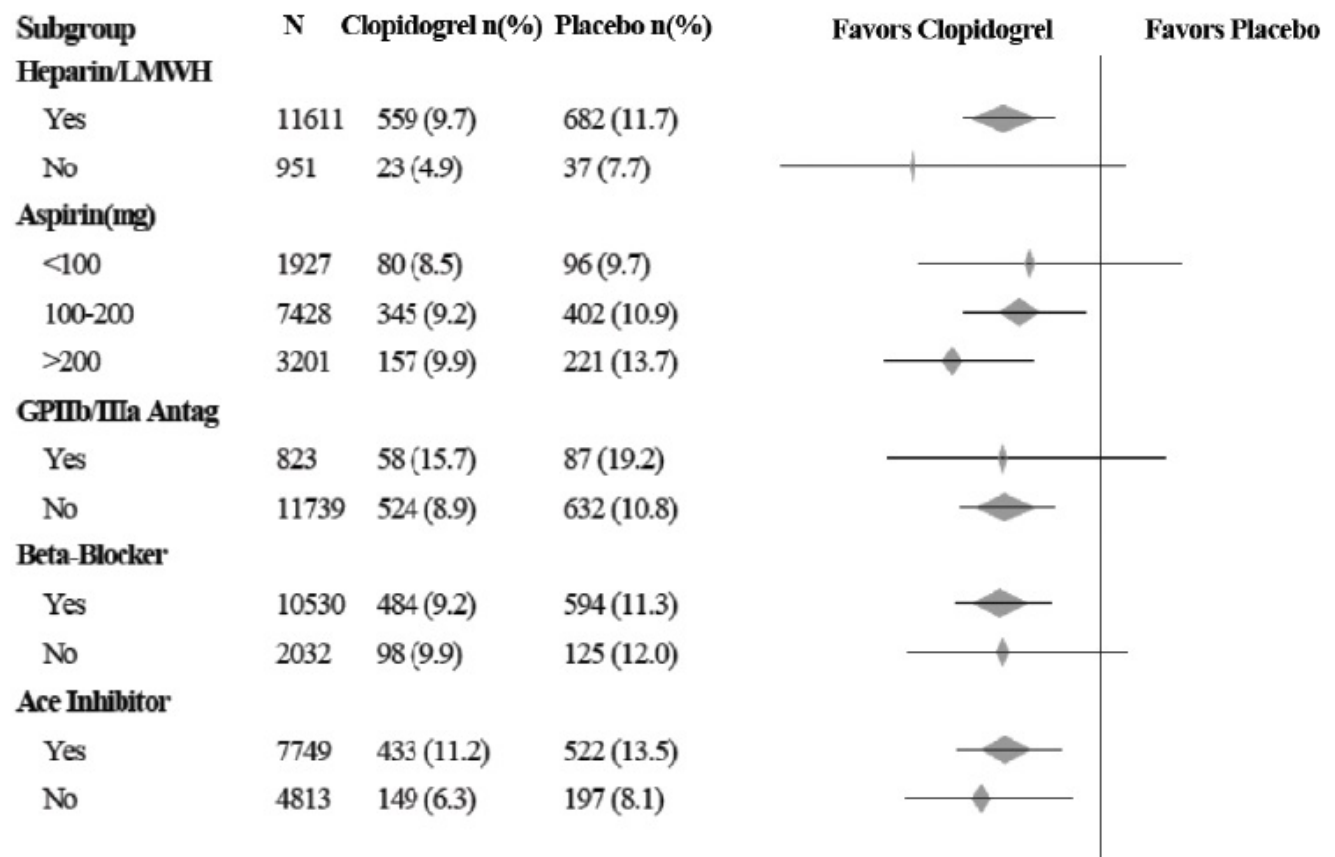 Subgroup N Clopidogrel n(%) Placebo n(%) Favors Clopidogrel Favors Placebo
Heparin/LMWH
Yes 11611 559 (9.7) 682 (11.7)
No 951 23 (4.9) 37 (7.7)
Aspirin(mg)
<100 1927 80 (8.5) 96 (9.7)
100-200 7428 345 (9.2) 402 (10.9)
>200 3201 157 (9.9) 221 (13.7)
GPIIb/IIIa Antag
Yes 823 58 (15.7) 87 (19.2)
No 11739 524 (8.9) 632 (10.8)
Beta-Blocker
Yes 10530 484 (9.2) 594 (11.3)
No 2032 98 (9.9) 125 (12.0)
Ace Inhibitor
Yes 7749 433 (11.2) 522 (13.5)
No 4813 149 (6.3) 197 (8.1)